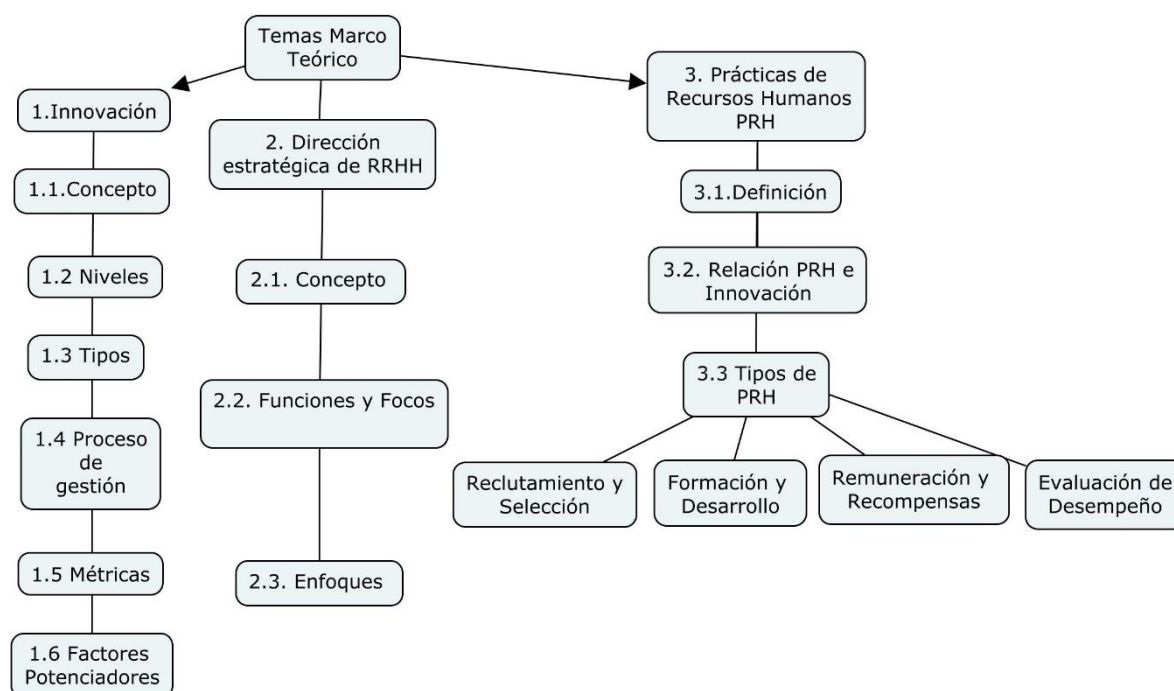 Temas Marco
Teórico
1.Innovación
1.1.Concepto
1.2 Niveles
1.3 Tipos
1.4 Proceso
de
gestión
1.5 Métricas
1.6 Factores
Potenciadores
2. Dirección
estratégica de RRHH
2.1. Concepto
2.2. Funciones y Focos
2.3. Enfoques
3. Prácticas de
Recursos Humanos
PRH
3.1.Definición
3.2. Relación PRH e
Innovación
3.3 Tipos de
PRH
Reclutamiento y
Selección
Formación y
Desarrollo
Remuneración y
Recompensas
Evaluación de
Desempeño